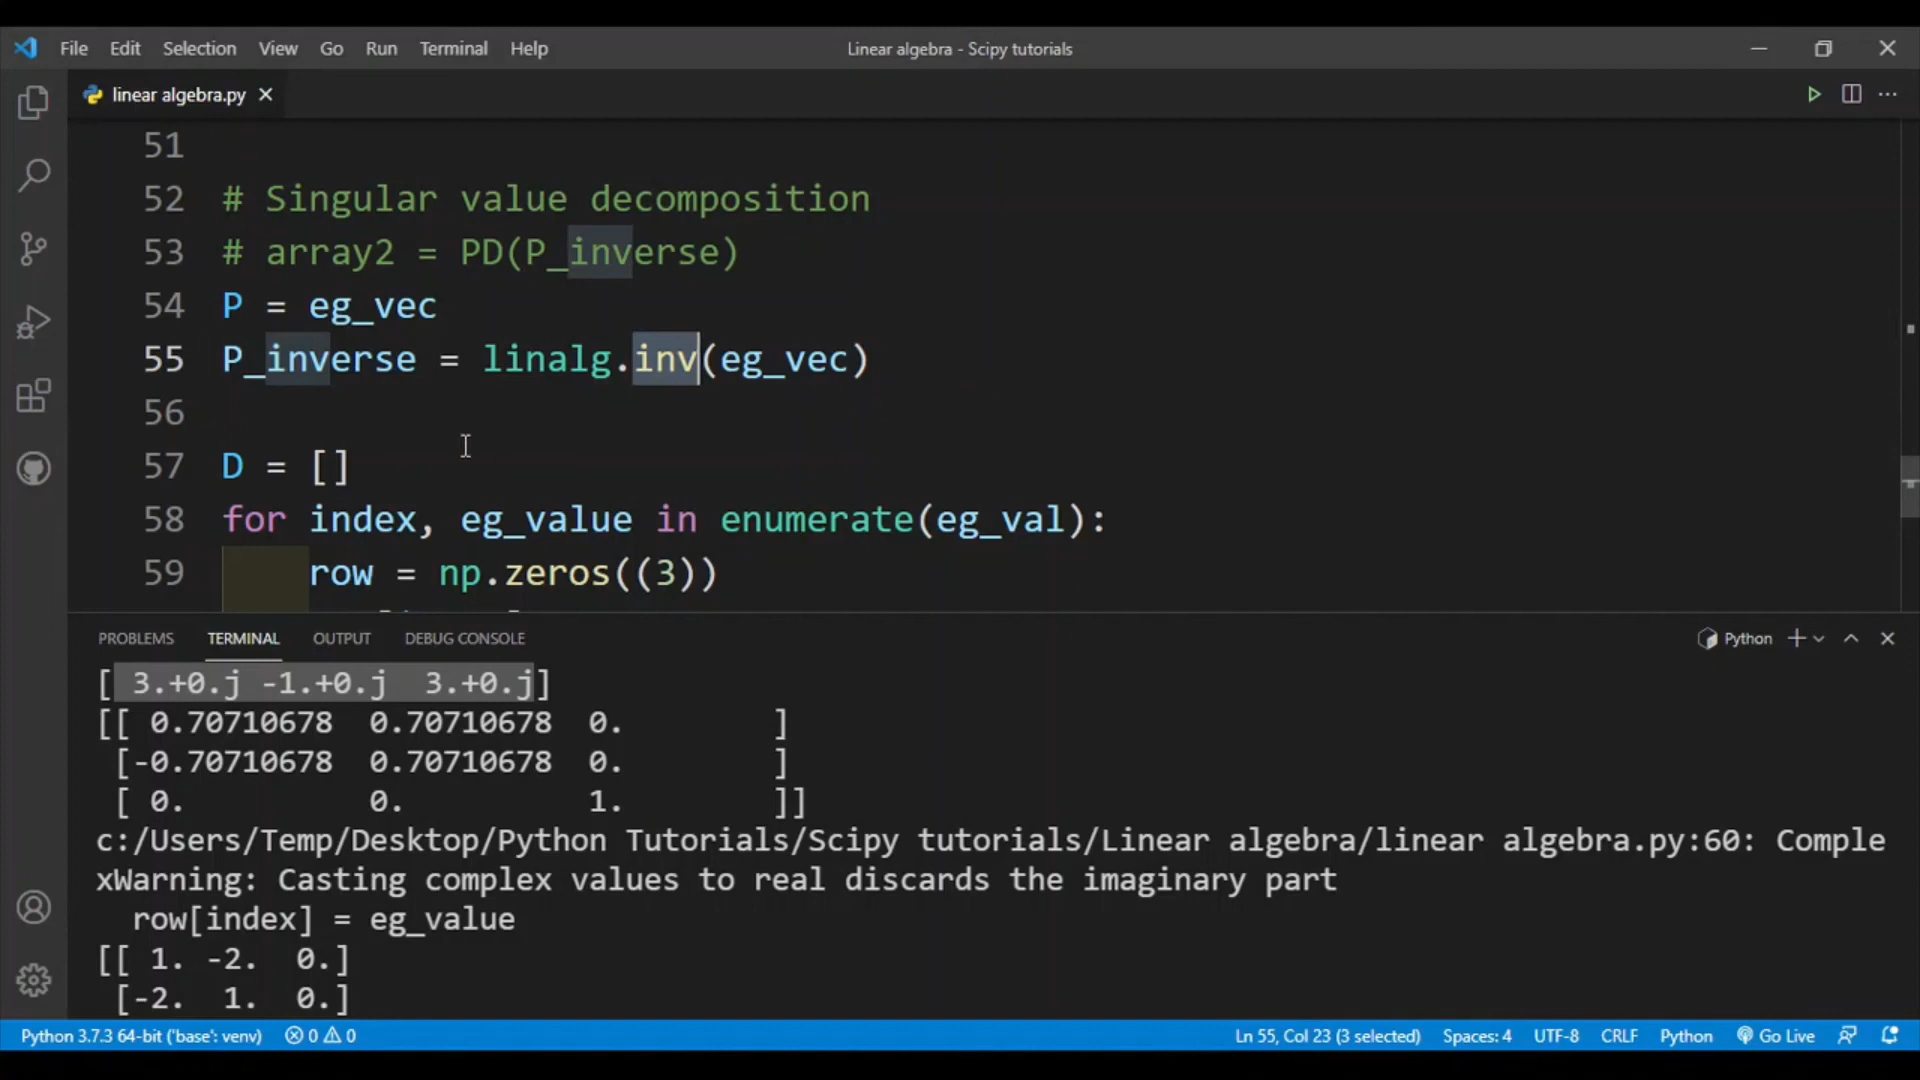 File Edit Selection View Go Run Terminal Help
Linear algebra - Scipy tutorials
linear algebra.py
51
52 # Singular value decomposition
53 # array2 = PD(P_inverse)
54 P = eg_vec
55 P_inverse = linalg.inv(eg_vec)
56
57 D = []
58 for index, eg_value in enumerate(eg_val):
59 row = np.zeros((3))
PROBLEMS TERMINAL OUTPUT DEBUG CONSOLE
Python
[ 3.+0.j -1.+0.j  3.+0.j]
[[ 0.70710678  0.70710678  0.        ]
 [-0.70710678  0.70710678  0.        ]
 [ 0.          0.          1.        ]]
c:/Users/Temp/Desktop/Python Tutorials/Scipy tutorials/Linear algebra/linear algebra.py:60: Comple
xWarning: Casting complex values to real discards the imaginary part
  row[index] = eg_value
[[ 1. -2.  0.]
 [-2.  1.  0.]
Python 3.7.3 64-bit ('base': venv) 0 0 Ln 55, Col 23 (3 selected) Spaces: 4 UTF-8 CRLF Python Go Live